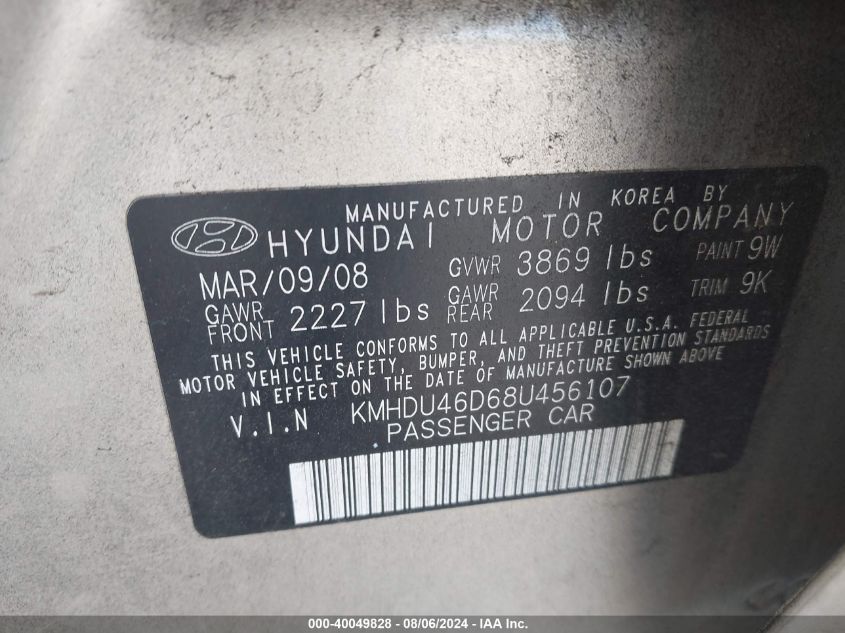 MANUFACTURED IN KOREA BY
HYUNDAI MOTOR COMPANY
MAR/09/08 GVWR 3869 lbs PAINT 9W
GAWR FRONT 2227 lbs GAWR REAR 2094 lbs TRIM 9K
THIS VEHICLE CONFORMS TO ALL APPLICABLE U.S.A. FEDERAL
MOTOR VEHICLE SAFETY, BUMPER, AND THEFT PREVENTION STANDARDS
IN EFFECT ON THE DATE OF MANUFACTURE SHOWN ABOVE
V.I.N KMHDU46D68U456107
PASSENGER CAR
000-40049828 - 08/06/2024 - IAA Inc.